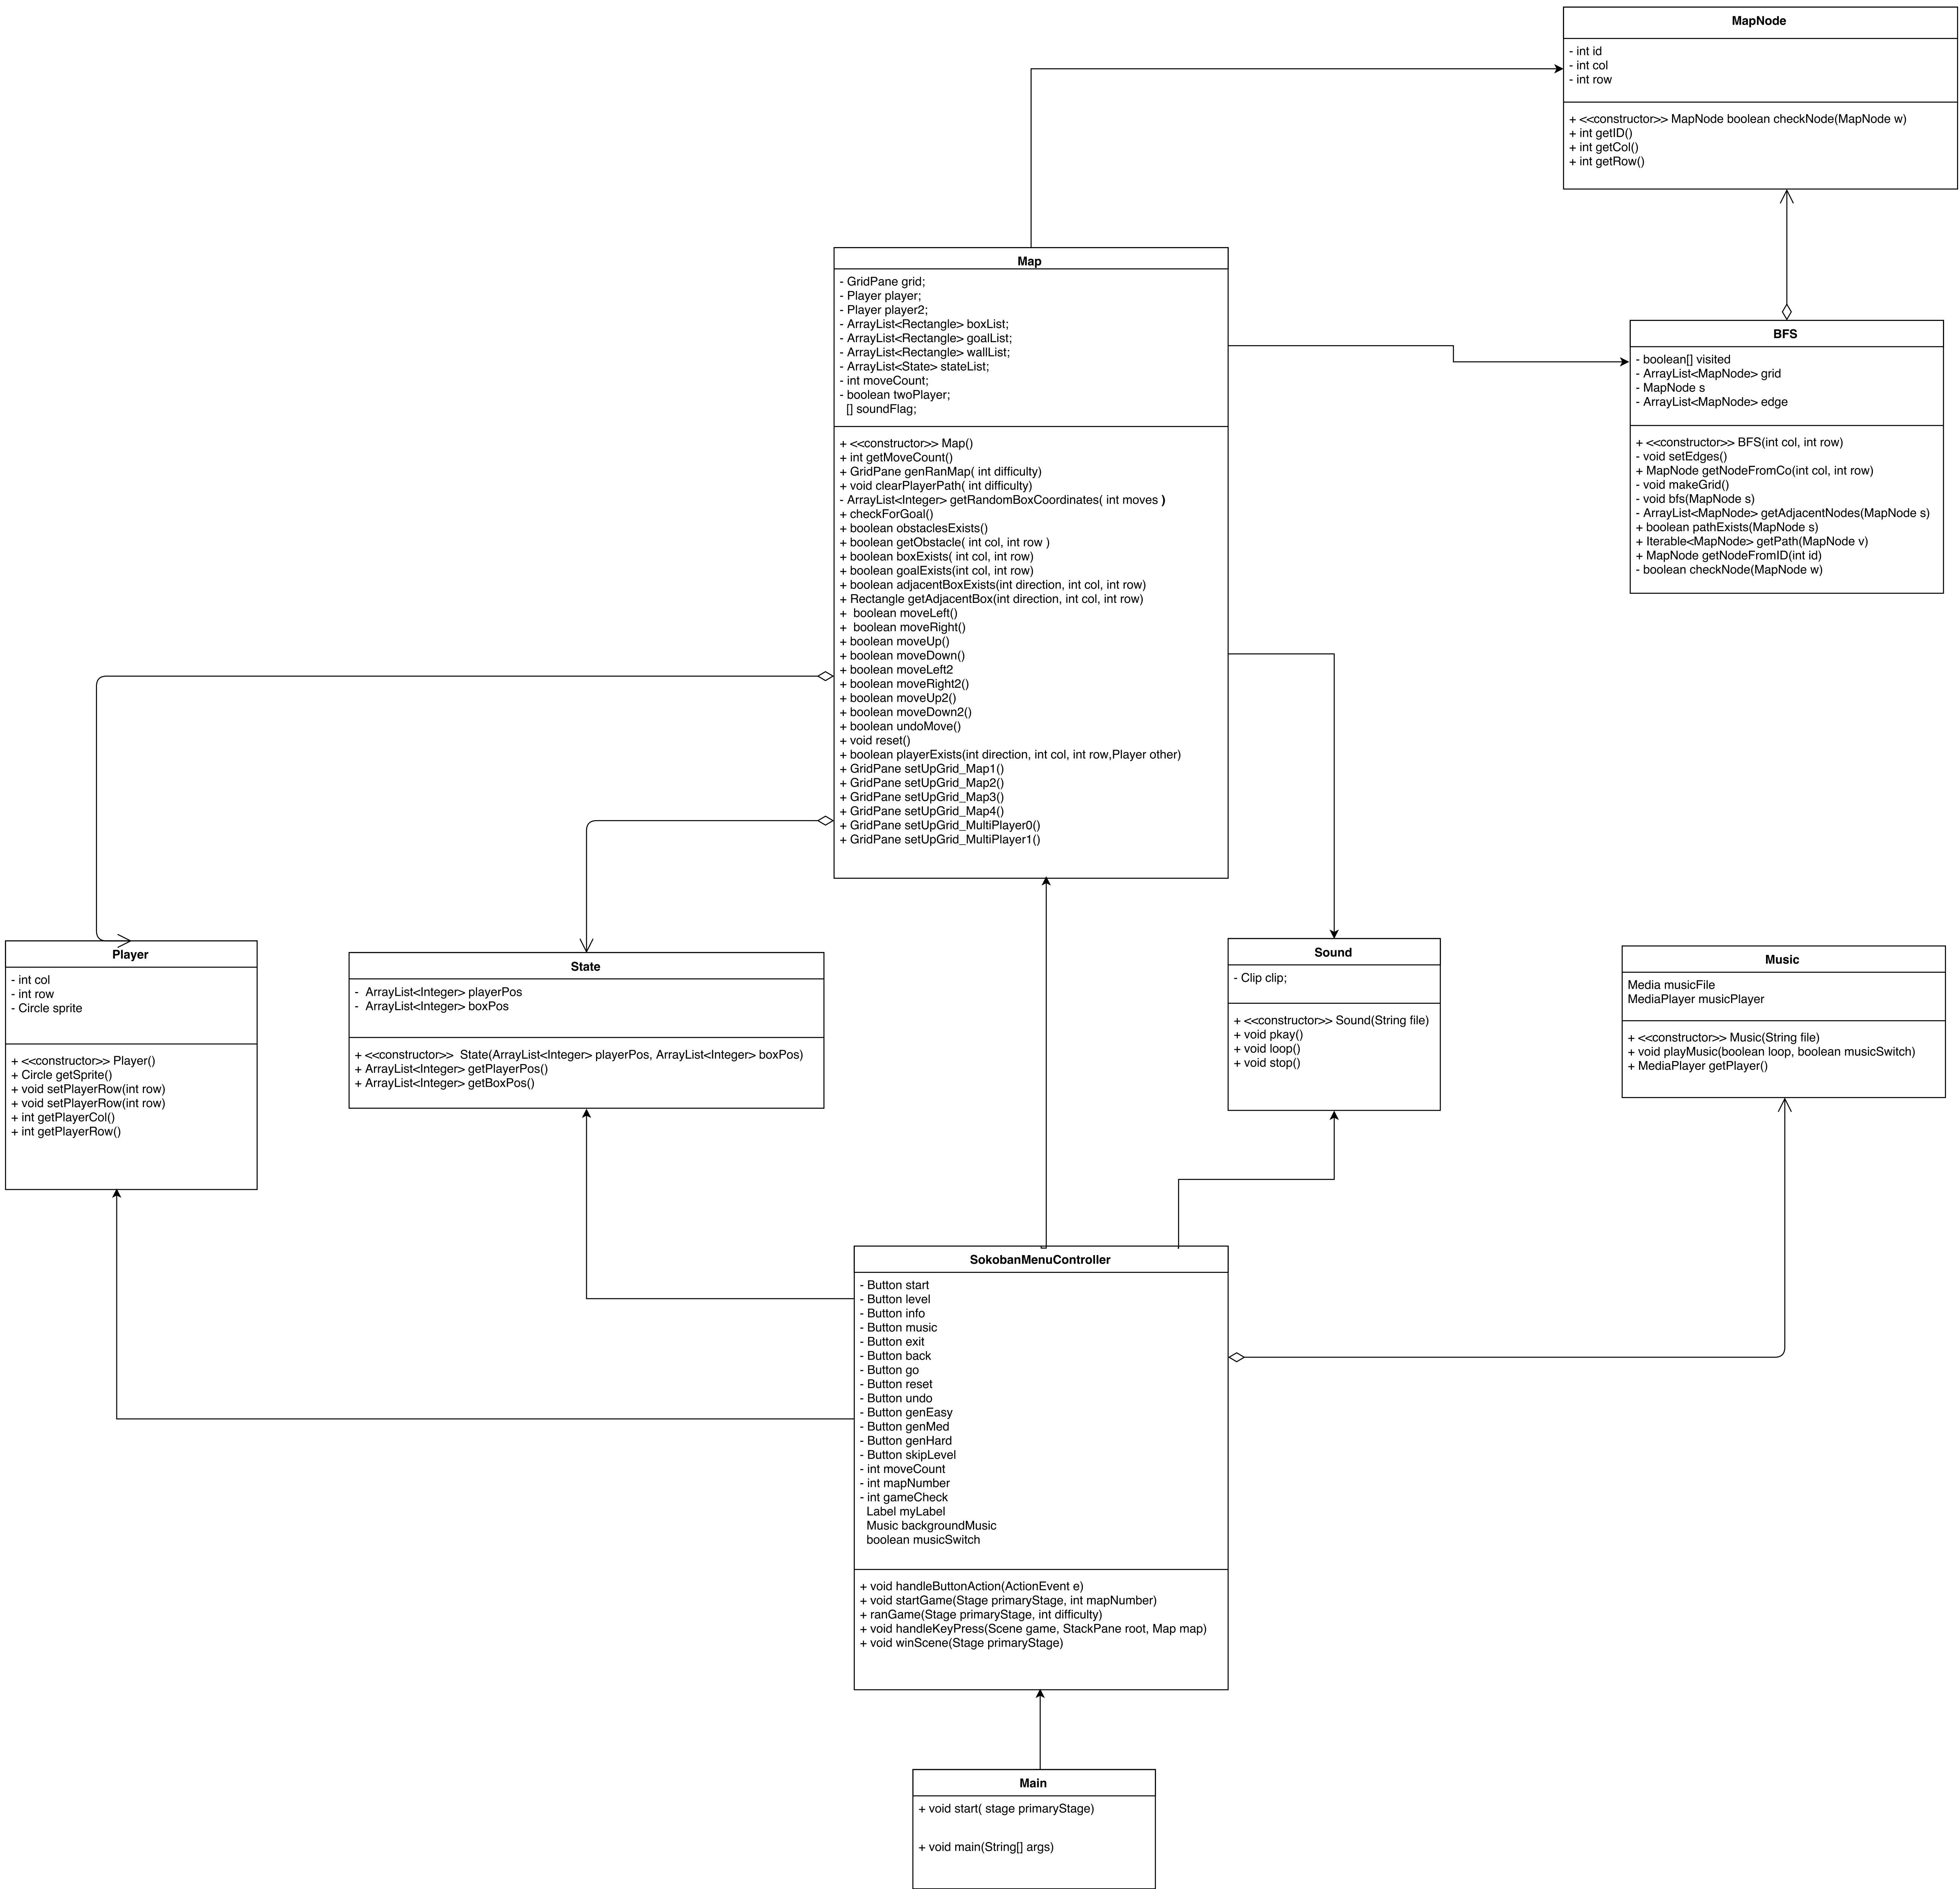 MapNode
- int id
- int col
- int row
+ <<constructor>> MapNode boolean checkNode(MapNode w)
+ int getID()
+ int getCol()
+ int getRow()
Map
- GridPane grid;
- Player player;
- Player player2;
- ArrayList<Rectangle> boxList;
- ArrayList<Rectangle> goalList;
- ArrayList<Rectangle> wallList;
- ArrayList<State> stateList;
- int moveCount;
- boolean twoPlayer;
[] soundFlag;
+ <<constructor>> Map()
+ int getMoveCount()
+ GridPane genRanMap( int difficulty)
+ void clearPlayerPath( int difficulty)
- ArrayList<Integer> getRandomBoxCoordinates( int moves )
+ checkForGoal()
+ boolean obstaclesExists()
+ boolean getObstacle( int col, int row )
+ boolean boxExists( int col, int row)
+ boolean goalExists(int col, int row)
+ boolean adjacentBoxExists(int direction, int col, int row)
+ Rectangle getAdjacentBox(int direction, int col, int row)
+ boolean moveLeft()
+ boolean moveRight()
+ boolean moveUp()
+ boolean moveDown()
+ boolean moveLeft2
+ boolean moveRight2()
+ boolean moveUp2()
+ boolean moveDown2()
+ boolean undoMove()
+ void reset()
+ boolean playerExists(int direction, int col, int row,Player other)
+ GridPane setUpGrid_Map1()
+ GridPane setUpGrid_Map2()
+ GridPane setUpGrid_Map3()
+ GridPane setUpGrid_Map4()
+ GridPane setUpGrid_MultiPlayer0()
+ GridPane setUpGrid_MultiPlayer1()
BFS
- boolean[] visited
- ArrayList<MapNode> grid
- MapNode s
- ArrayList<MapNode> edge
+ <<constructor>> BFS(int col, int row)
- void setEdges()
+ MapNode getNodeFromCo(int col, int row)
- void makeGrid()
- void bfs(MapNode s)
- ArrayList<MapNode> getAdjacentNodes(MapNode s)
+ boolean pathExists(MapNode s)
+ Iterable<MapNode> getPath(MapNode v)
+ MapNode getNodeFromID(int id)
- boolean checkNode(MapNode w)
Player
- int col
- int row
- Circle sprite
+ <<constructor>> Player()
+ Circle getSprite()
+ void setPlayerRow(int row)
+ void setPlayerRow(int row)
+ int getPlayerCol()
+ int getPlayerRow()
State
- ArrayList<Integer> playerPos
- ArrayList<Integer> boxPos
+ <<constructor>> State(ArrayList<Integer> playerPos, ArrayList<Integer> boxPos)
+ ArrayList<Integer> getPlayerPos()
+ ArrayList<Integer> getBoxPos()
Sound
- Clip clip;
+ <<constructor>> Sound(String file)
+ void pkay()
+ void loop()
+ void stop()
Music
Media musicFile
MediaPlayer musicPlayer
+ <<constructor>> Music(String file)
+ void playMusic(boolean loop, boolean musicSwitch)
+ MediaPlayer getPlayer()
SokobanMenuController
- Button start
- Button level
- Button info
- Button music
- Button exit
- Button back
- Button go
- Button reset
- Button undo
- Button genEasy
- Button genMed
- Button genHard
- Button skipLevel
- int moveCount
- int mapNumber
- int gameCheck
Label myLabel
Music backgroundMusic
boolean musicSwitch
+ void handleButtonAction(ActionEvent e)
+ void startGame(Stage primaryStage, int mapNumber)
+ ranGame(Stage primaryStage, int difficulty)
+ void handleKeyPress(Scene game, StackPane root, Map map)
+ void winScene(Stage primaryStage)
Main
+ void start( stage primaryStage)
+ void main(String[] args)